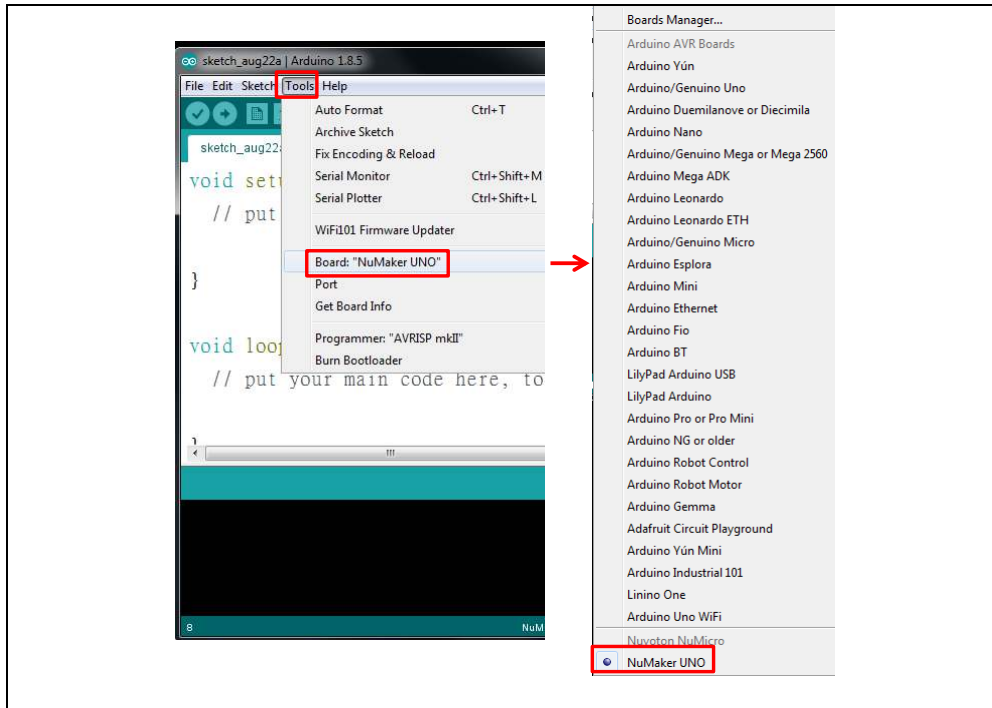 sketch_aug22a | Arduino 1.8.5
File Edit Sketch Tools Help
Auto Format Ctrl+T
Archive Sketch
Fix Encoding & Reload
Serial Monitor Ctrl+Shift+M
Serial Plotter Ctrl+Shift+L
WiFi101 Firmware Updater
Board: "NuMaker UNO"
Port
Get Board Info
Programmer: "AVRISP mkII"
Burn Bootloader
sketch_aug22
void set
// put
}
void loo
// put your main code here, to
}
8 NuM
Boards Manager...
Arduino AVR Boards
Arduino Yún
Arduino/Genuino Uno
Arduino Duemilanove or Diecimila
Arduino Nano
Arduino/Genuino Mega or Mega 2560
Arduino Mega ADK
Arduino Leonardo
Arduino Leonardo ETH
Arduino/Genuino Micro
Arduino Esplora
Arduino Mini
Arduino Ethernet
Arduino Fio
Arduino BT
LilyPad Arduino USB
LilyPad Arduino
Arduino Pro or Pro Mini
Arduino NG or older
Arduino Robot Control
Arduino Robot Motor
Arduino Gemma
Adafruit Circuit Playground
Arduino Yún Mini
Arduino Industrial 101
Linino One
Arduino Uno WiFi
Nuvoton NuMicro
NuMaker UNO